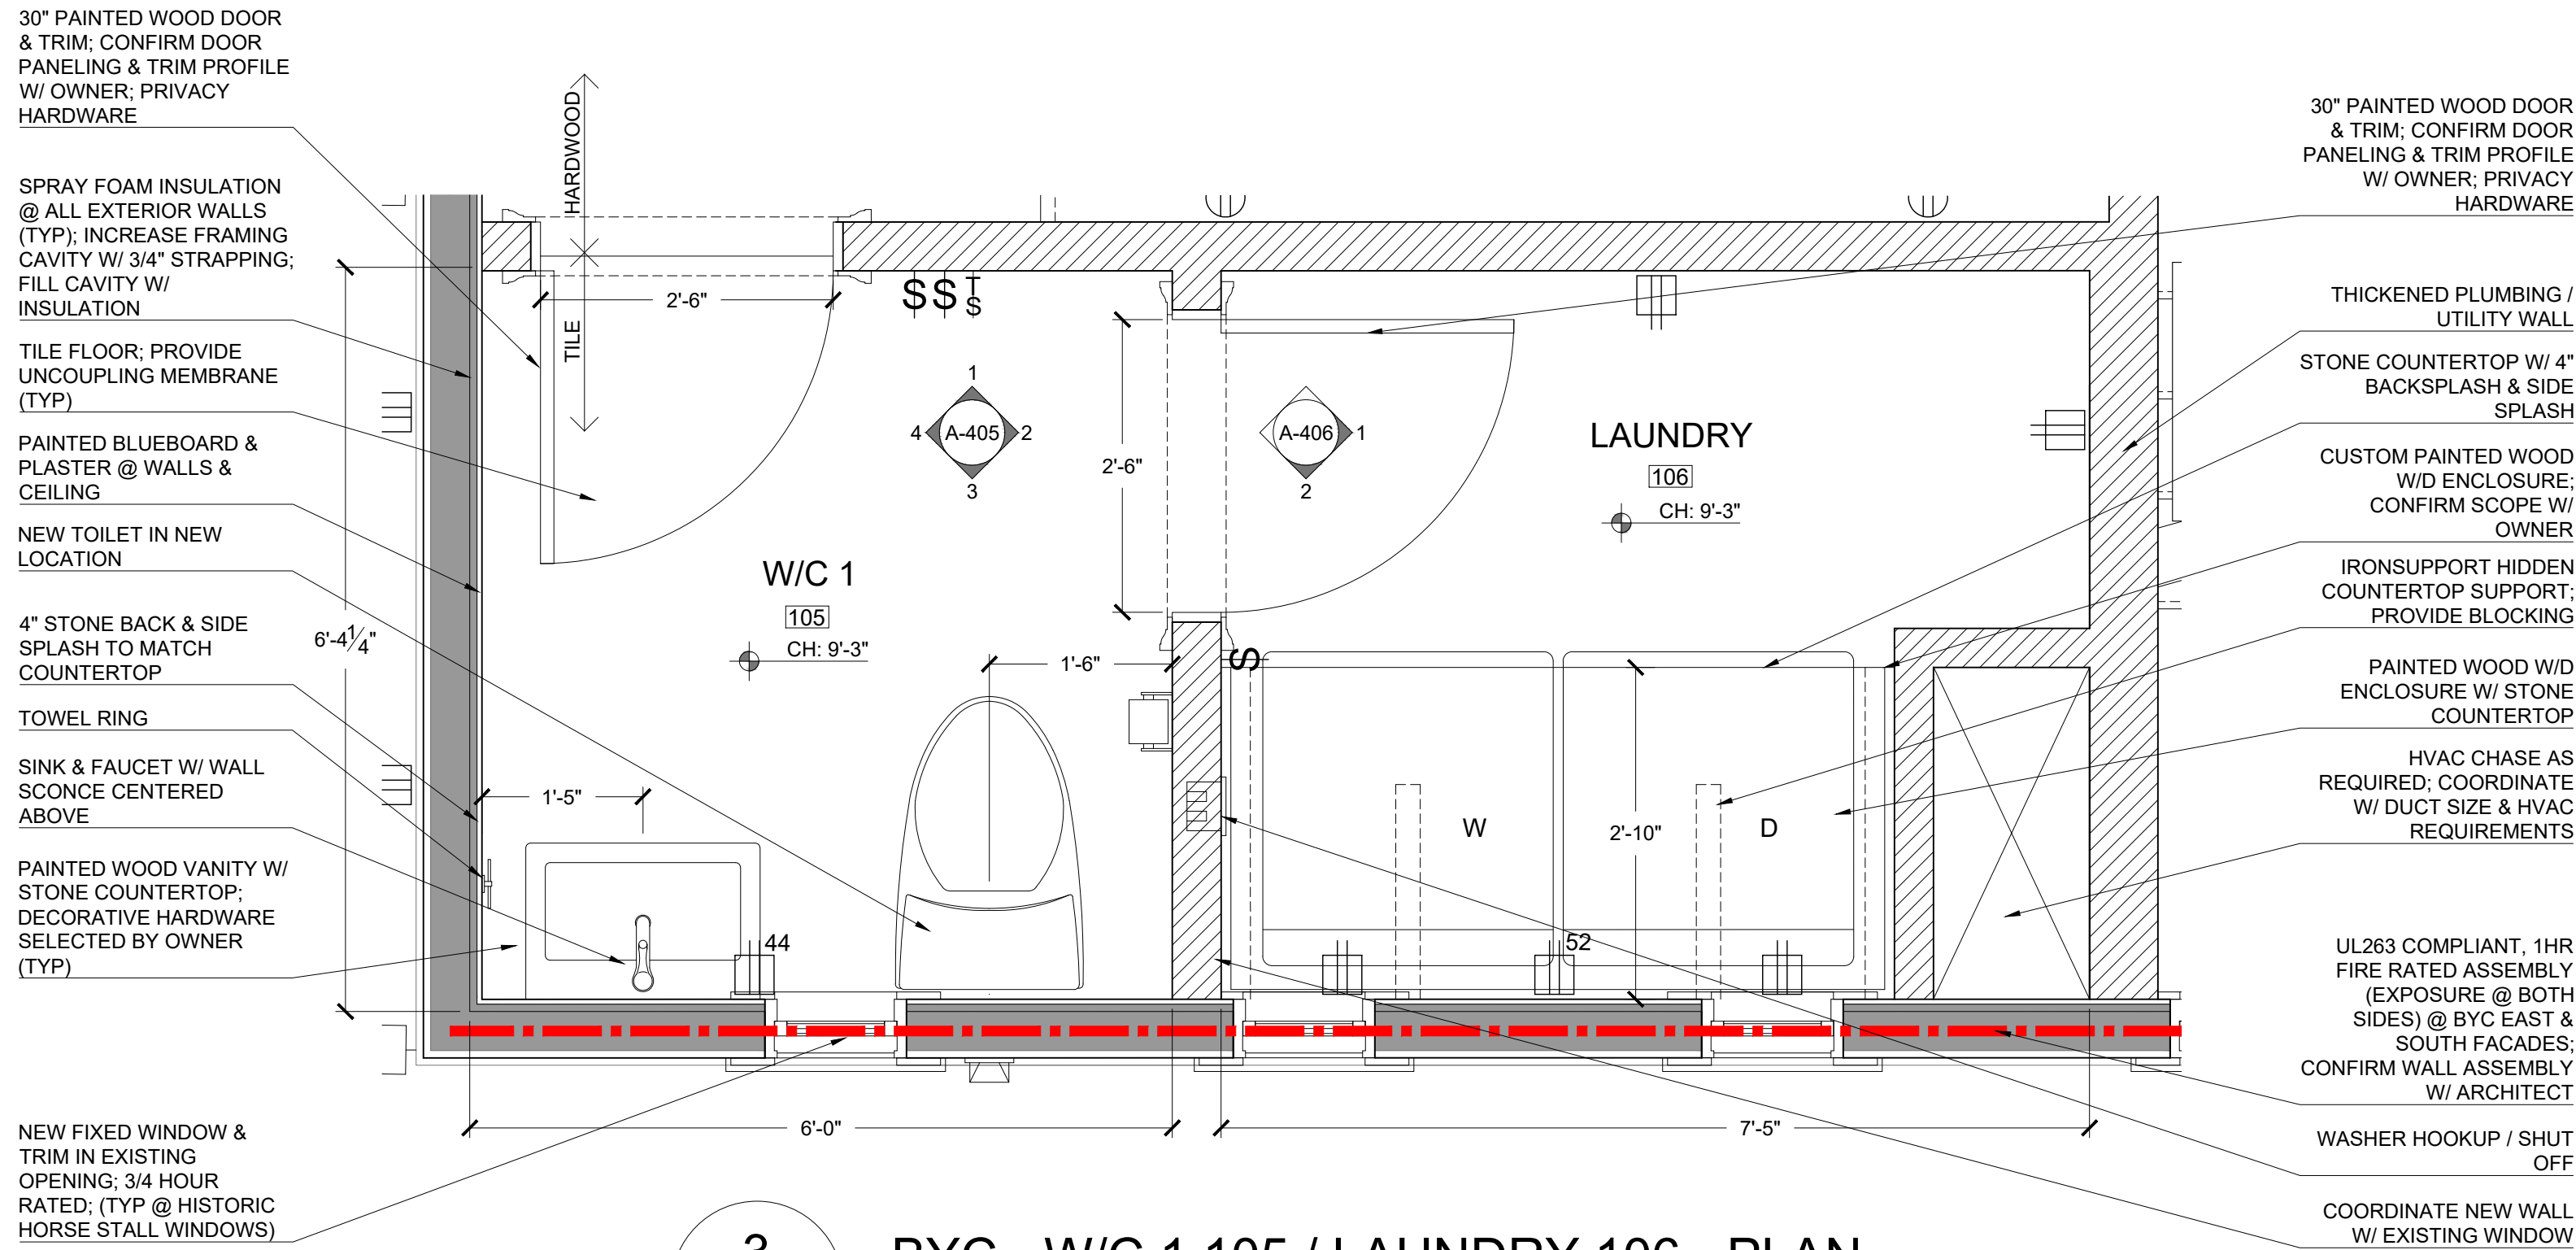 30" PAINTED WOOD DOOR
& TRIM; CONFIRM DOOR
PANELING & TRIM PROFILE
W/ OWNER; PRIVACY
HARDWARE
SPRAY FOAM INSULATION
@ ALL EXTERIOR WALLS
(TYP); INCREASE FRAMING
CAVITY W/ 3/4" STRAPPING;
FILL CAVITY W/
INSULATION
TILE FLOOR; PROVIDE
UNCOUPLING MEMBRANE
(TYP)
PAINTED BLUEBOARD &
PLASTER @ WALLS &
CEILING
NEW TOILET IN NEW
LOCATION
4" STONE BACK & SIDE
SPLASH TO MATCH
COUNTERTOP
TOWEL RING
SINK & FAUCET W/ WALL
SCONCE CENTERED
ABOVE
PAINTED WOOD VANITY W/
STONE COUNTERTOP;
DECORATIVE HARDWARE
SELECTED BY OWNER
(TYP)
NEW FIXED WINDOW &
TRIM IN EXISTING
OPENING; 3/4 HOUR
RATED; (TYP @ HISTORIC
HORSE STALL WINDOWS)
HARDWOOD
TILE
2'-6"
S S T S
1
4 A-405 2
3
2'-6"
A-406 1
2
LAUNDRY
106
CH: 9'-3"
W/C 1
105
CH: 9'-3"
6'-4 1/4"
1'-6"
S
1'-5"
W
2'-10"
D
44
52
6'-0"
7'-5"
3
BYC - W/C 1 105 / LAUNDRY 106 - PLAN
30" PAINTED WOOD DOOR
& TRIM; CONFIRM DOOR
PANELING & TRIM PROFILE
W/ OWNER; PRIVACY
HARDWARE
THICKENED PLUMBING /
UTILITY WALL
STONE COUNTERTOP W/ 4"
BACKSPLASH & SIDE
SPLASH
CUSTOM PAINTED WOOD
W/D ENCLOSURE;
CONFIRM SCOPE W/
OWNER
IRONSUPPORT HIDDEN
COUNTERTOP SUPPORT;
PROVIDE BLOCKING
PAINTED WOOD W/D
ENCLOSURE W/ STONE
COUNTERTOP
HVAC CHASE AS
REQUIRED; COORDINATE
W/ DUCT SIZE & HVAC
REQUIREMENTS
UL263 COMPLIANT, 1HR
FIRE RATED ASSEMBLY
(EXPOSURE @ BOTH
SIDES) @ BYC EAST &
SOUTH FACADES;
CONFIRM WALL ASSEMBLY
W/ ARCHITECT
WASHER HOOKUP / SHUT
OFF
COORDINATE NEW WALL
W/ EXISTING WINDOW